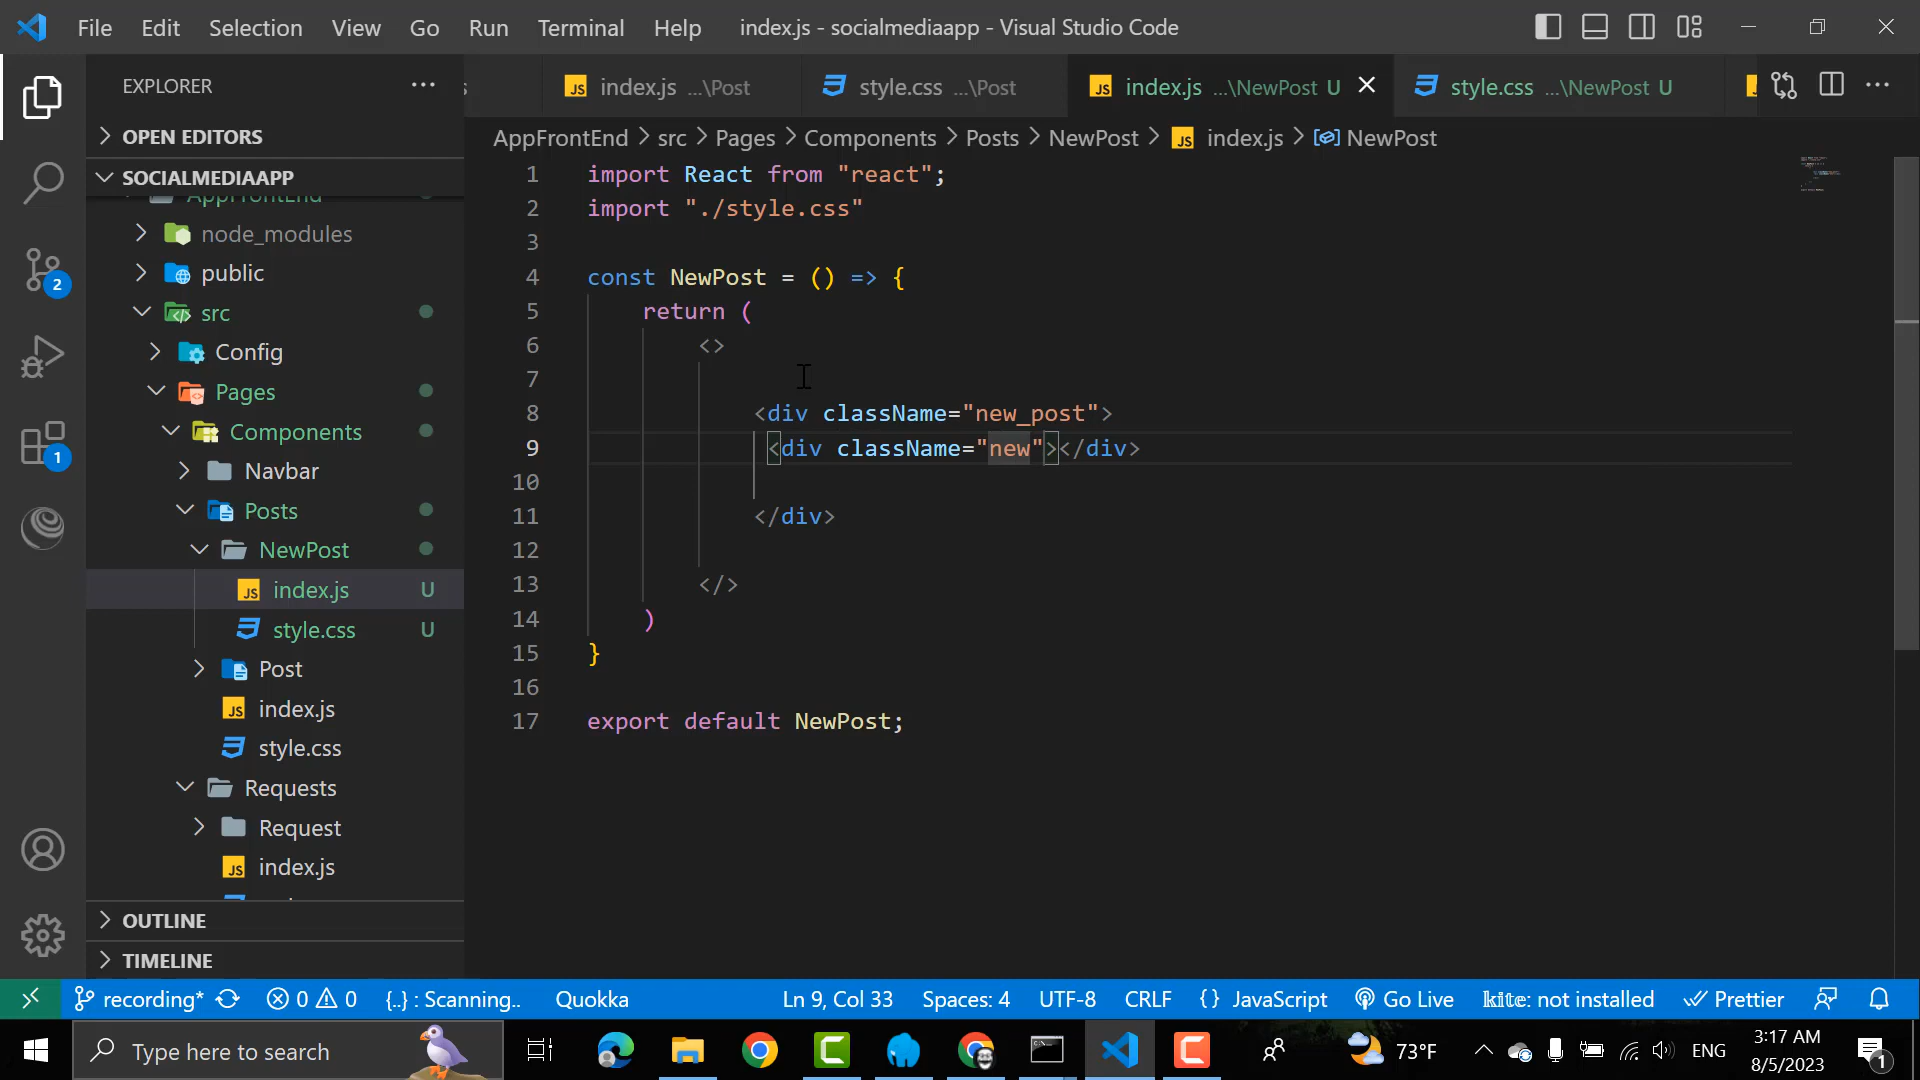 File Edit Selection View Go Run Terminal Help index.js - socialmediaapp - Visual Studio Code
EXPLORER
OPEN EDITORS
SOCIALMEDIAAPP
AppFrontEnd
node_modules
public
src
Config
Pages
Components
Navbar
Posts
NewPost
index.js U
style.css U
Post
index.js
style.css
Requests
Request
index.js
OUTLINE
TIMELINE
JS index.js ...\Post style.css ...\Post JS index.js ...\NewPost U style.css ...\NewPost U
AppFrontEnd > src > Pages > Components > Posts > NewPost > JS index.js > NewPost
1 import React from "react";
2 import "./style.css"
3
4 const NewPost = () => {
5 return (
6 <>
7
8 <div className="new_post">
9 <div className="new"></div>
10
11 </div>
12
13 </>
14 )
15 }
16
17 export default NewPost;
2
1
recording* 0 0 {..} : Scanning.. Quokka Ln 9, Col 33 Spaces: 4 UTF-8 CRLF {} JavaScript Go Live kite: not installed Prettier
Type here to search 73°F ENG 3:17 AM
8/5/2023
1